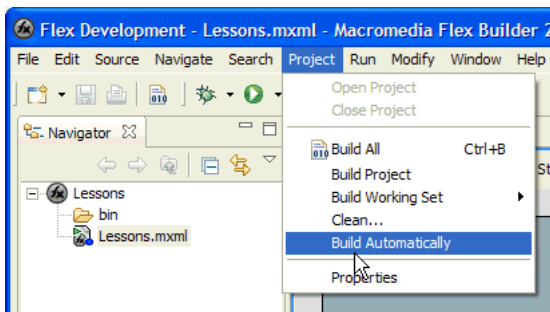 Flex Development - Lessons.mxml - Macromedia Flex Builder 2
File Edit Source Navigate Search Project Run Modify Window Help
Open Project
Close Project
Build All Ctrl+B
Build Project
Build Working Set
Clean...
Build Automatically
Properties
Navigator
Lessons
bin
Lessons.mxml
St